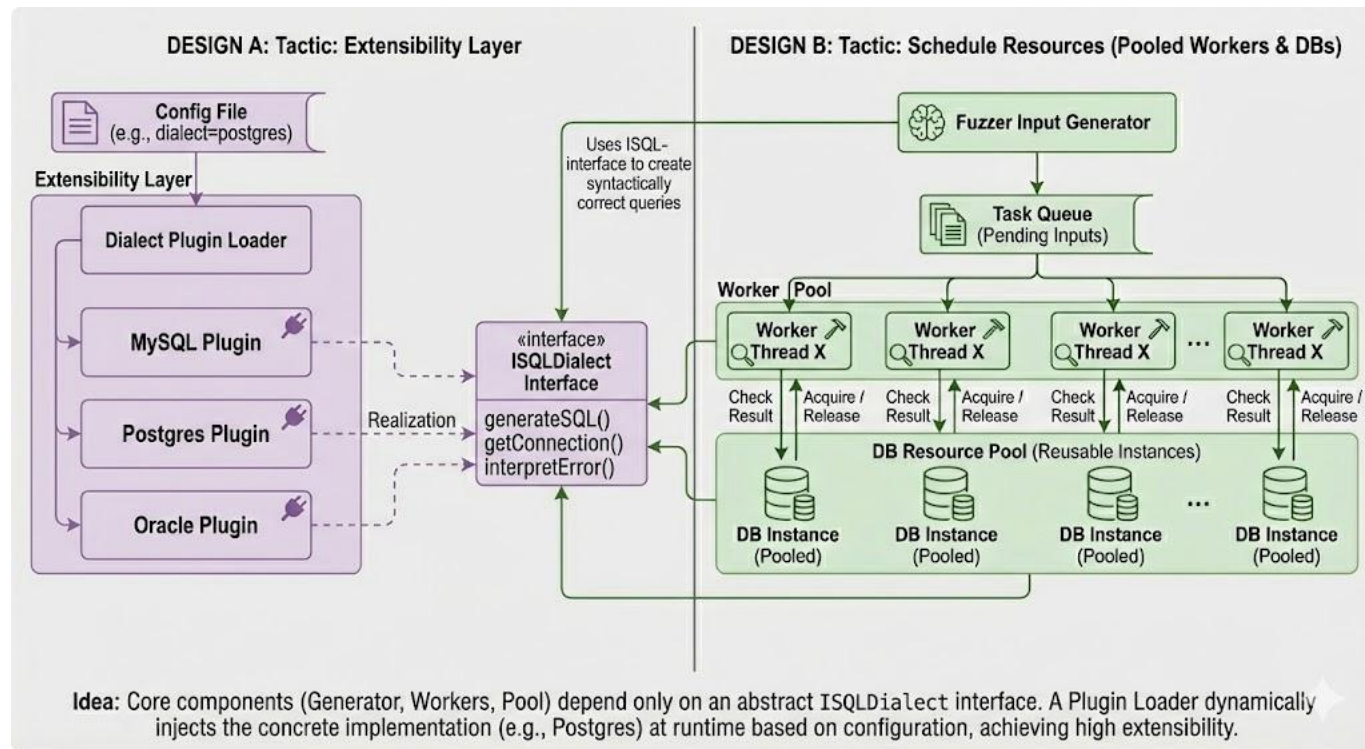 DESIGN A: Tactic: Extensibility Layer
Config File
(e.g., dialect=postgres)
Extensibility Layer
Dialect Plugin Loader
MySQL Plugin
Postgres Plugin
Oracle Plugin
Realization
«interface»
ISQLDialect
Interface
generateSQL()
getConnection()
interpretError()
Uses ISQL-
interface to create
syntactically
correct queries
DESIGN B: Tactic: Schedule Resources (Pooled Workers & DBs)
Fuzzer Input Generator
Task Queue
(Pending Inputs)
Worker Pool
Worker
Thread X
Worker
Thread X
Worker
Thread X
...
Worker
Thread X
Check
Result
Acquire /
Release
Check
Result
Acquire /
Release
Check
Result
Acquire /
Release
Check
Result
Acquire /
Release
DB Resource Pool (Reusable Instances)
DB Instance
(Pooled)
DB Instance
(Pooled)
DB Instance
(Pooled)
...
DB Instance
(Pooled)
Idea: Core components (Generator, Workers, Pool) depend only on an abstract ISQLDialect interface. A Plugin Loader dynamically
injects the concrete implementation (e.g., Postgres) at runtime based on configuration, achieving high extensibility.